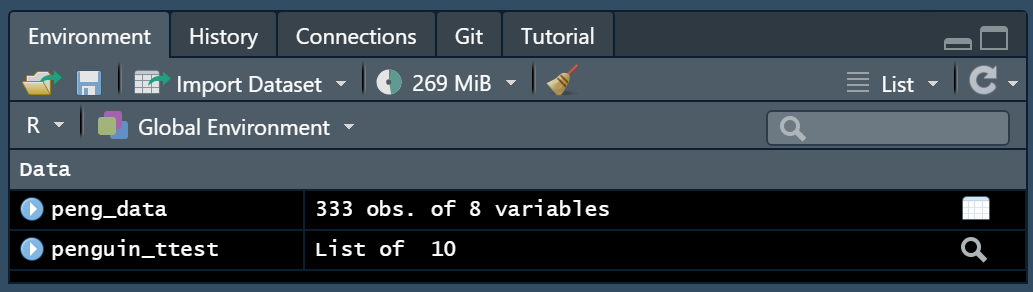 Environment History Connections Git Tutorial
Import Dataset 269 MiB List
R Global Environment
Data
peng_data 333 obs. of 8 variables
penguin_ttest List of  10